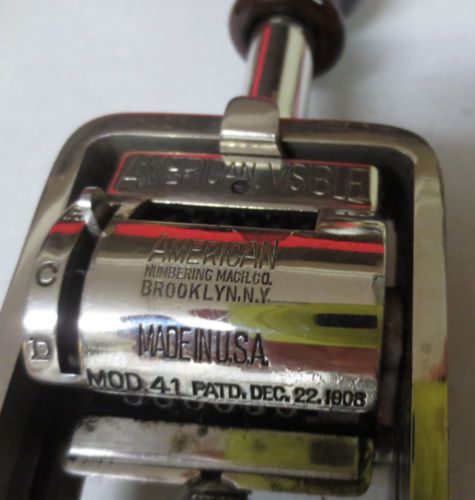 AMERICAN VISIBLE
AMERICAN
NUMBERING MACH. CO.
BROOKLYN, N.Y.
C
D
MADE IN U.S.A.
MOD. 41 PATD. DEC. 22. 1908